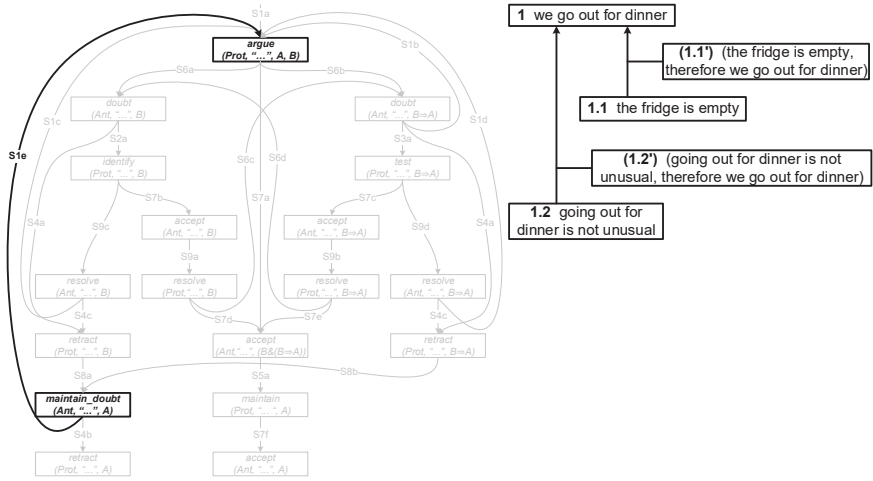 S1a
argue
(Prot, "...", A, B)
S1b
S6a
S6b
doubt
(Ant, "...", B)
doubt
(Ant, "...", B⇒A)
S1c
S1d
S2a
S3a
S1e
identify
(Prot, "...", B)
S6c
S6d
test
(Prot, "...", B⇒A)
S7b
S7a
S7c
S4a
S9c
accept
(Ant, "...", B)
accept
(Ant, "...", B⇒A)
S9d
S4a
S9a
S9b
resolve
(Ant, "...", B)
resolve
(Prot,"...", B)
resolve
(Prot,"...", B⇒A)
resolve
(Ant, "...", B⇒A)
S4c
S7d
S7e
S4c
retract
(Prot, "...", B)
accept
(Ant,"...", (B&(B⇒A))
retract
(Prot, "...", B⇒A)
S8a
S5a
S8b
maintain_doubt
(Ant, "...", A)
maintain
(Prot, "... ", A)
S4b
S7f
retract
(Prot, "...", A)
accept
(Ant, "...", A)
1 we go out for dinner
(1.1') (the fridge is empty,
therefore we go out for dinner)
1.1 the fridge is empty
(1.2') (going out for dinner is not
unusual, therefore we go out for dinner)
1.2 going out for
dinner is not unusual